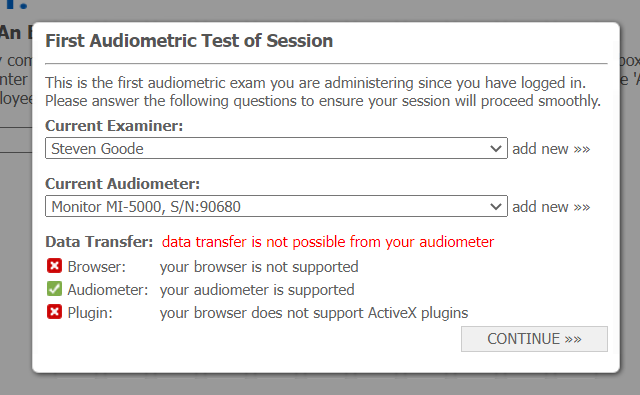 An E
First Audiometric Test of Session
This is the first audiometric exam you are administering since you have logged in.
Please answer the following questions to ensure your session will proceed smoothly.
Current Examiner:
Steven Goode add new »»
Current Audiometer:
Monitor MI-5000, S/N:90680 add new »»
Data Transfer: data transfer is not possible from your audiometer
Browser: your browser is not supported
Audiometer: your audiometer is supported
Plugin: your browser does not support ActiveX plugins
CONTINUE »»